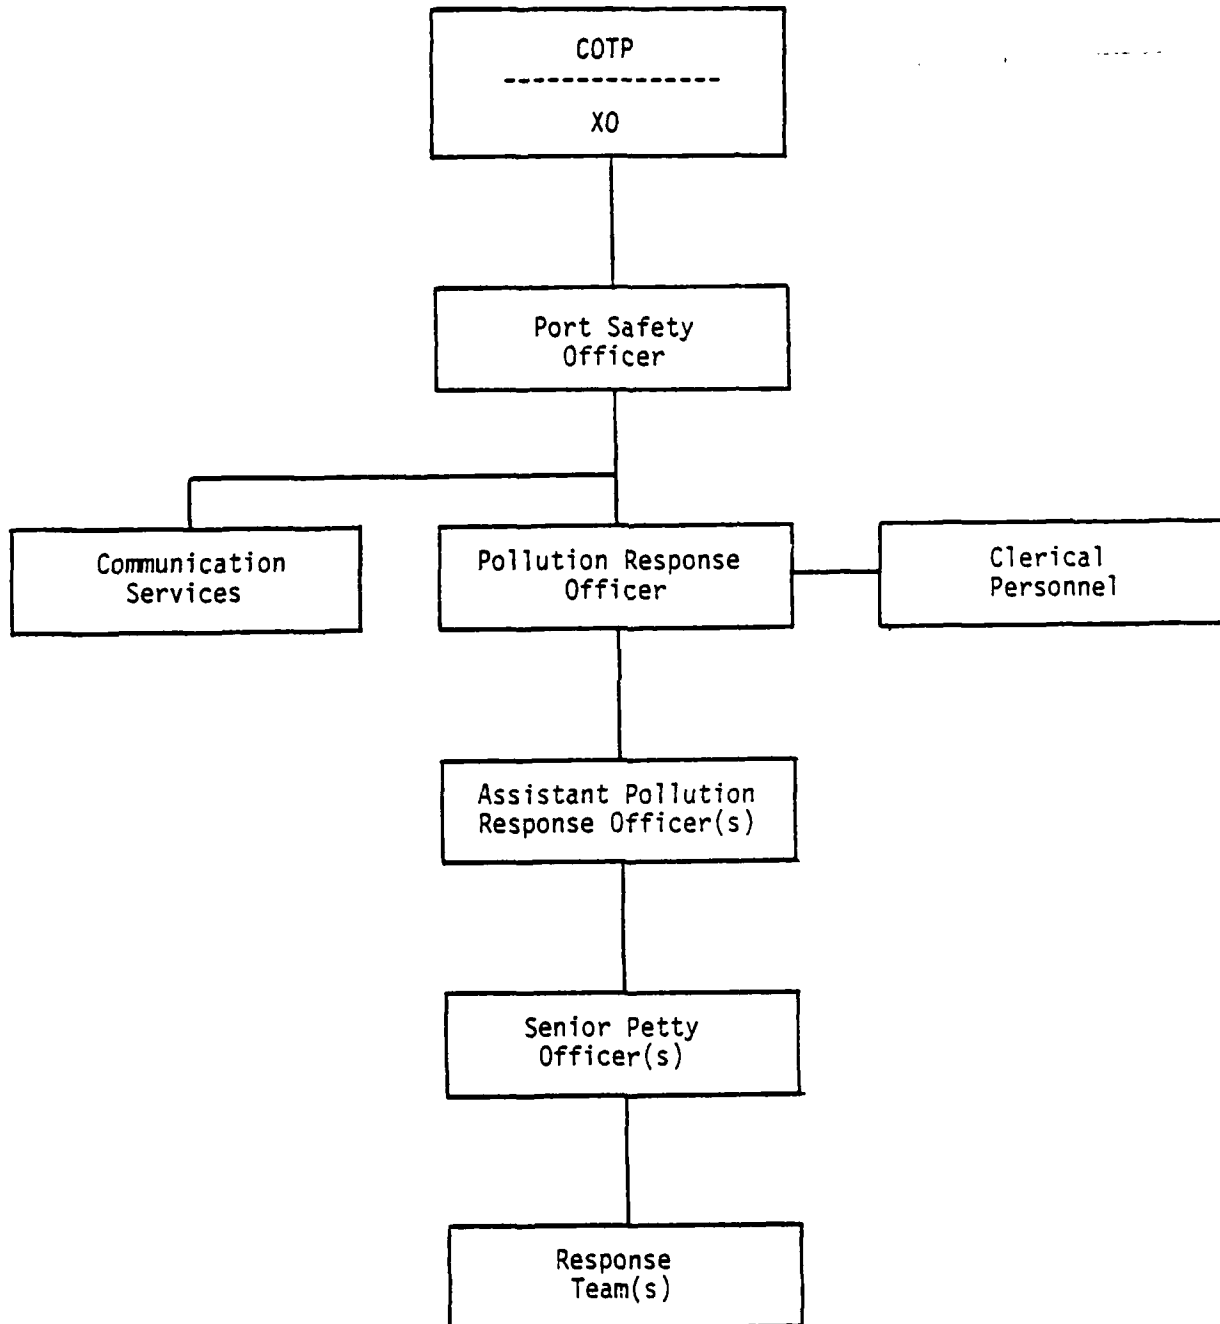 COTP
XO
Port Safety
Officer
Communication
Services
Pollution Response
Officer
Clerical
Personnel
Assistant Pollution
Response Officer(s)
Senior Petty
Officer(s)
Response
Team(s)